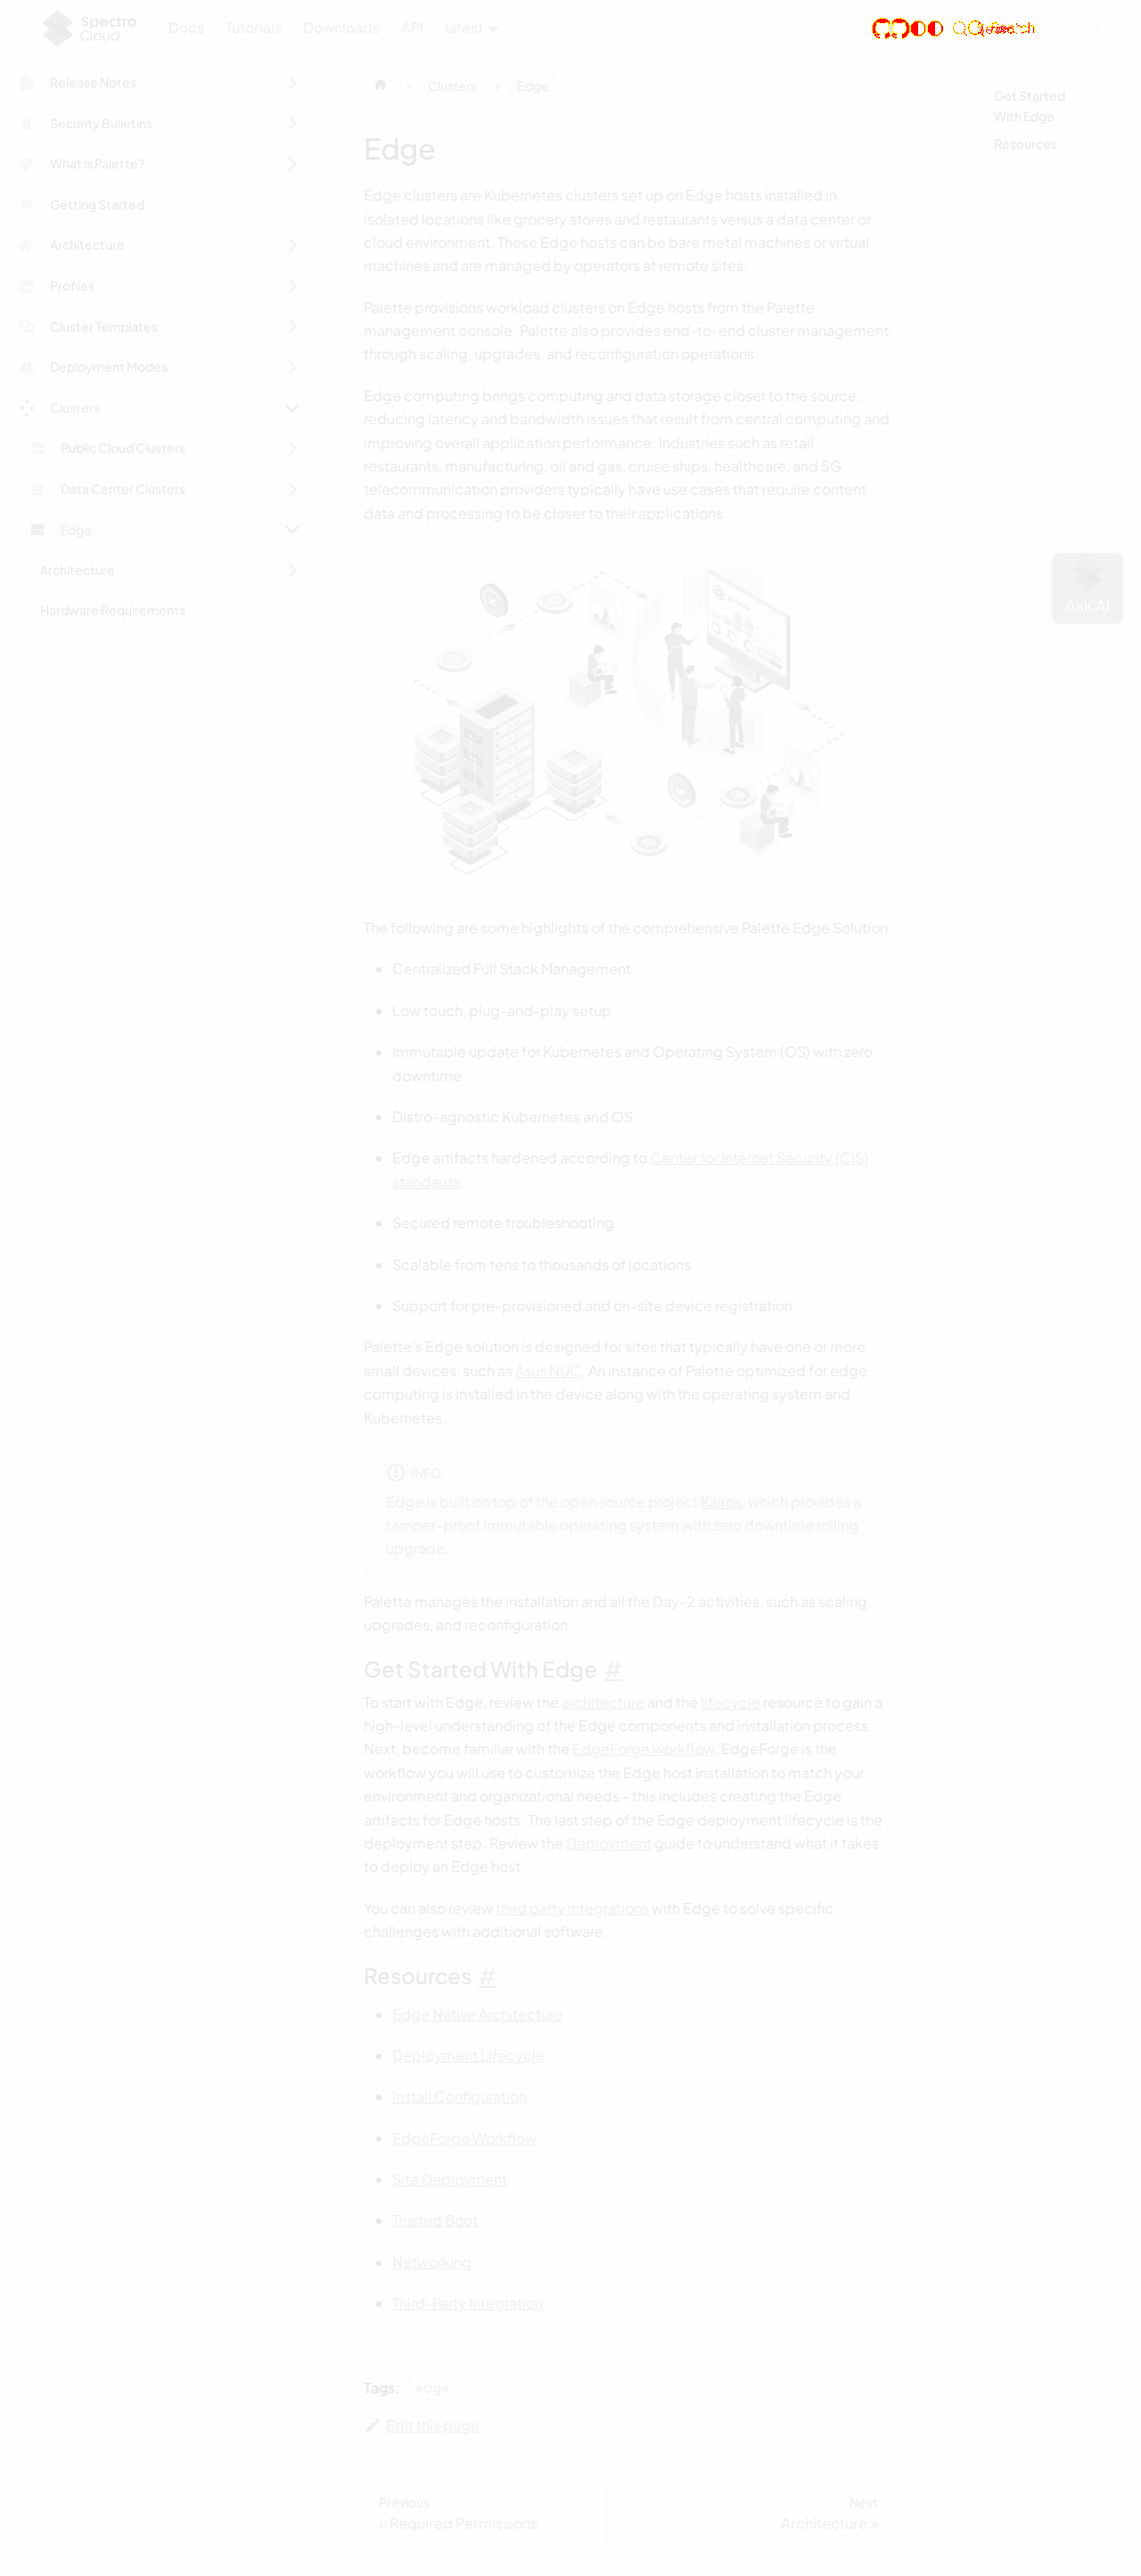 Spectro
Cloud
Docs
Tutorials
Downloads
API
latest
Search
Release Notes
Security Bulletins
What is Palette?
Getting Started
Architecture
Profiles
Cluster Templates
Deployment Modes
Clusters
Public Cloud Clusters
Data Center Clusters
Edge
Architecture
Hardware Requirements
Clusters
Edge
Edge
Edge clusters are Kubernetes clusters set up on Edge hosts installed in
isolated locations like grocery stores and restaurants versus a data center or
cloud environment. These Edge hosts can be bare metal machines or virtual
machines and are managed by operators at remote sites.
Palette provisions workload clusters on Edge hosts from the Palette
management console. Palette also provides end-to-end cluster management
through scaling, upgrades, and reconfiguration operations.
Edge computing brings computing and data storage closer to the source,
reducing latency and bandwidth issues that result from central computing and
improving overall application performance. Industries such as retail,
restaurants, manufacturing, oil and gas, cruise ships, healthcare, and 5G
telecommunication providers typically have use cases that require content
data and processing to be closer to their applications.
The following are some highlights of the comprehensive Palette Edge Solution:
• Centralized Full Stack Management
• Low touch, plug-and-play setup
• Immutable update for Kubernetes and Operating System (OS) with zero
downtime
• Distro-agnostic Kubernetes and OS
• Edge artifacts hardened according to Center for Internet Security (CIS)
standards.
• Secured remote troubleshooting
• Scalable from tens to thousands of locations
• Support for pre-provisioned and on-site device registration
Palette's Edge solution is designed for sites that typically have one or more
small devices, such as Asus NUC. An instance of Palette optimized for edge
computing is installed in the device along with the operating system and
Kubernetes.
INFO
Edge is built on top of the open source project Kairos, which provides a
tamper-proof immutable operating system with zero downtime rolling
upgrade.
Palette manages the installation and all the Day-2 activities, such as scaling,
upgrades, and reconfiguration.
Get Started With Edge #
To start with Edge, review the architecture and the lifecycle resource to gain a
high-level understanding of the Edge components and installation process.
Next, become familiar with the EdgeForge workflow. EdgeForge is the
workflow you will use to customize the Edge host installation to match your
environment and organizational needs - this includes creating the Edge
artifacts for Edge hosts. The last step of the Edge deployment lifecycle is the
deployment step. Review the Deployment guide to understand what it takes
to deploy an Edge host.
You can also review third party integrations with Edge to solve specific
challenges with additional software.
Resources #
• Edge Native Architecture
• Deployment Lifecycle
• Install Configuration
• EdgeForge Workflow
• Site Deployment
• Trusted Boot
• Networking
• Third-Party Integration
Tags: edge
Edit this page
Previous
« Required Permissions
Next
Architecture »
Get Started
With Edge
Resources
Ask AI